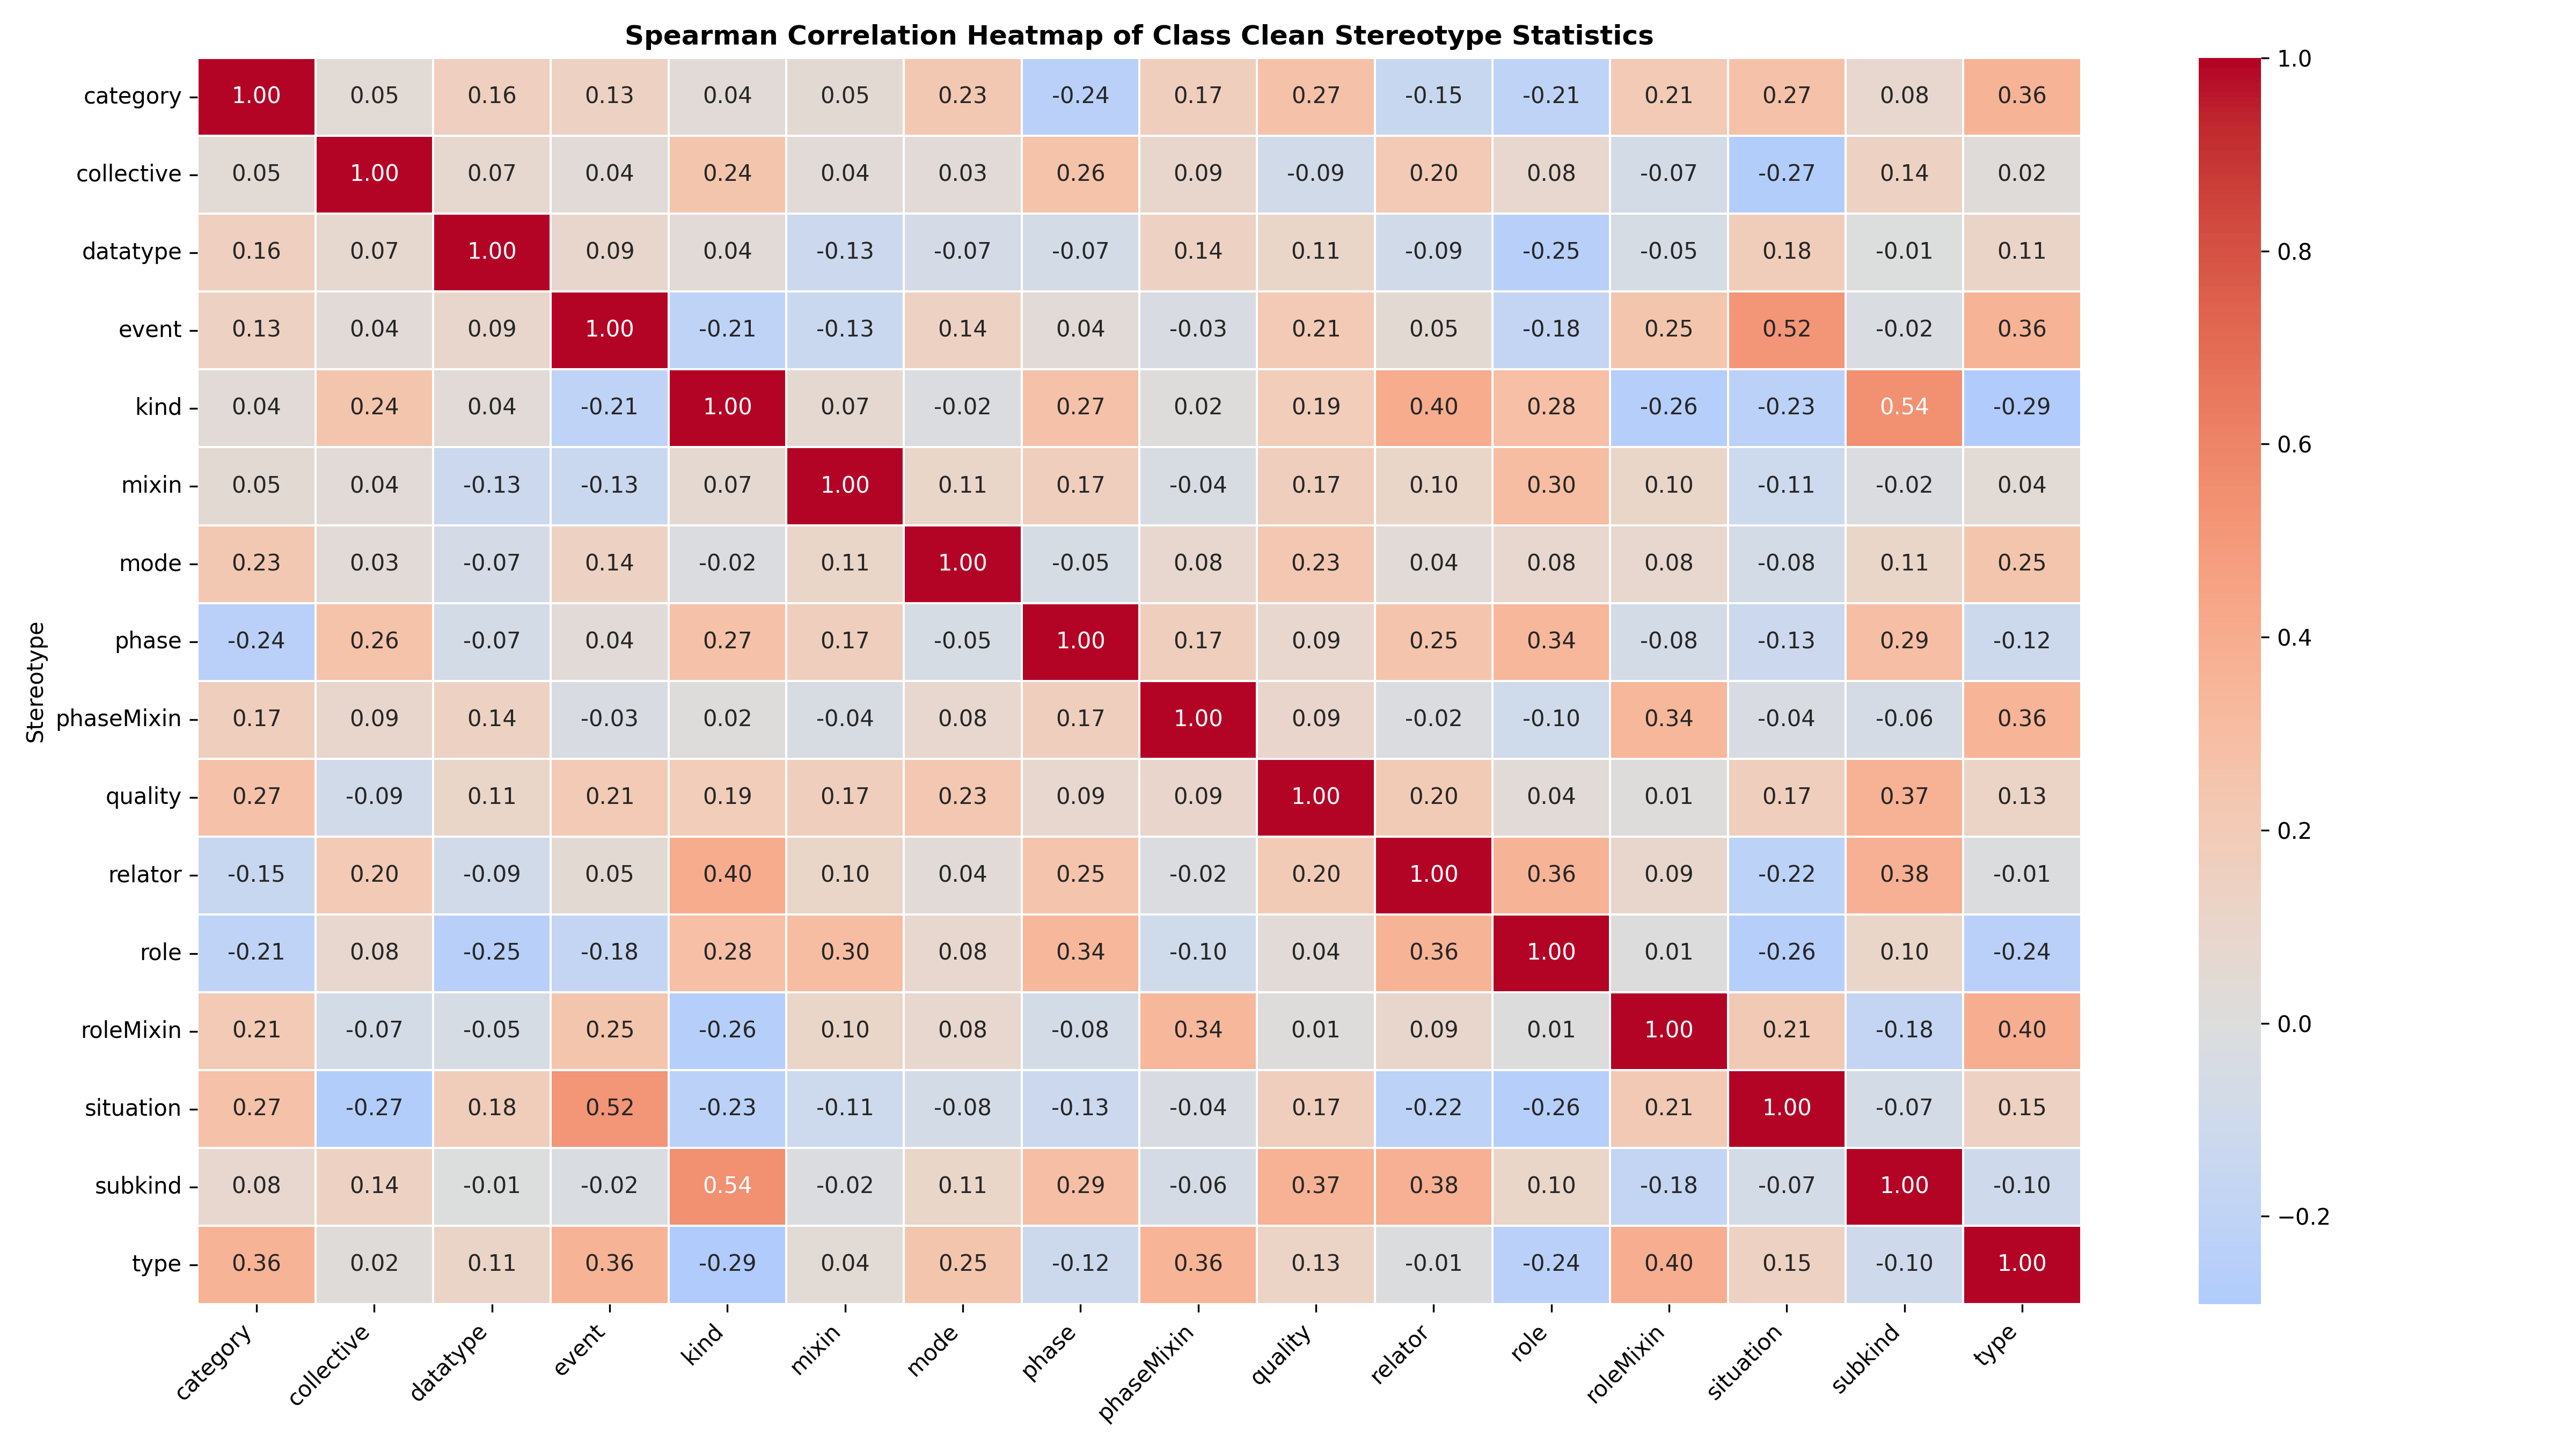 Spearman Correlation Heatmap of Class Clean Stereotype Statistics
category 1.00 0.05 0.16 0.13 0.04 0.05 0.23 -0.24 0.17 0.27 -0.15 -0.21 0.21 0.27 0.08 0.36
collective 0.05 1.00 0.07 0.04 0.24 0.04 0.03 0.26 0.09 -0.09 0.20 0.08 -0.07 -0.27 0.14 0.02
datatype 0.16 0.07 1.00 0.09 0.04 -0.13 -0.07 -0.07 0.14 0.11 -0.09 -0.25 -0.05 0.18 -0.01 0.11
event 0.13 0.04 0.09 1.00 -0.21 -0.13 0.14 0.04 -0.03 0.21 0.05 -0.18 0.25 0.52 -0.02 0.36
kind 0.04 0.24 0.04 -0.21 1.00 0.07 -0.02 0.27 0.02 0.19 0.40 0.28 -0.26 -0.23 0.54 -0.29
mixin 0.05 0.04 -0.13 -0.13 0.07 1.00 0.11 0.17 -0.04 0.17 0.10 0.30 0.10 -0.11 -0.02 0.04
mode 0.23 0.03 -0.07 0.14 -0.02 0.11 1.00 -0.05 0.08 0.23 0.04 0.08 0.08 -0.08 0.11 0.25
phase -0.24 0.26 -0.07 0.04 0.27 0.17 -0.05 1.00 0.17 0.09 0.25 0.34 -0.08 -0.13 0.29 -0.12
phaseMixin 0.17 0.09 0.14 -0.03 0.02 -0.04 0.08 0.17 1.00 0.09 -0.02 -0.10 0.34 -0.04 -0.06 0.36
quality 0.27 -0.09 0.11 0.21 0.19 0.17 0.23 0.09 0.09 1.00 0.20 0.04 0.01 0.17 0.37 0.13
relator -0.15 0.20 -0.09 0.05 0.40 0.10 0.04 0.25 -0.02 0.20 1.00 0.36 0.09 -0.22 0.38 -0.01
role -0.21 0.08 -0.25 -0.18 0.28 0.30 0.08 0.34 -0.10 0.04 0.36 1.00 0.01 -0.26 0.10 -0.24
roleMixin 0.21 -0.07 -0.05 0.25 -0.26 0.10 0.08 -0.08 0.34 0.01 0.09 0.01 1.00 0.21 -0.18 0.40
situation 0.27 -0.27 0.18 0.52 -0.23 -0.11 -0.08 -0.13 -0.04 0.17 -0.22 -0.26 0.21 1.00 -0.07 0.15
subkind 0.08 0.14 -0.01 -0.02 0.54 -0.02 0.11 0.29 -0.06 0.37 0.38 0.10 -0.18 -0.07 1.00 -0.10
type 0.36 0.02 0.11 0.36 -0.29 0.04 0.25 -0.12 0.36 0.13 -0.01 -0.24 0.40 0.15 -0.10 1.00
category collective datatype event kind mixin mode phase phaseMixin quality relator role roleMixin situation subkind type
Stereotype
1.0
0.8
0.6
0.4
0.2
0.0
−0.2